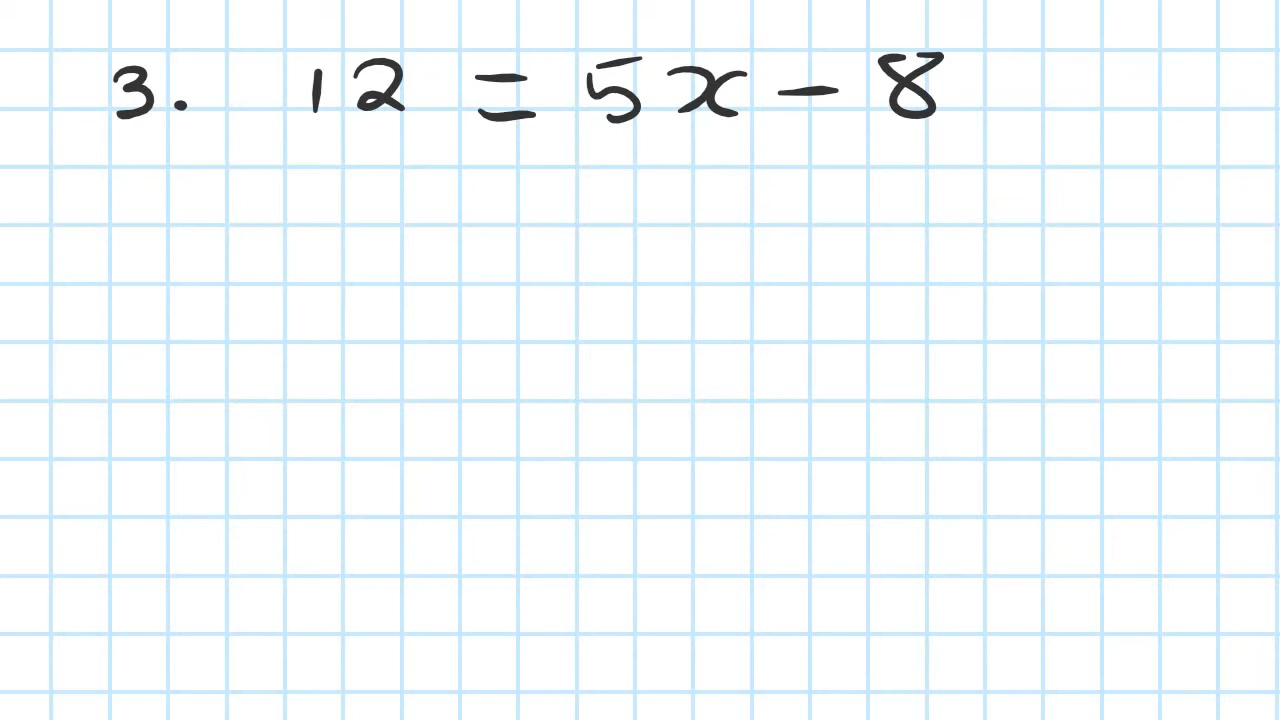 3. 12 = 5x - 8